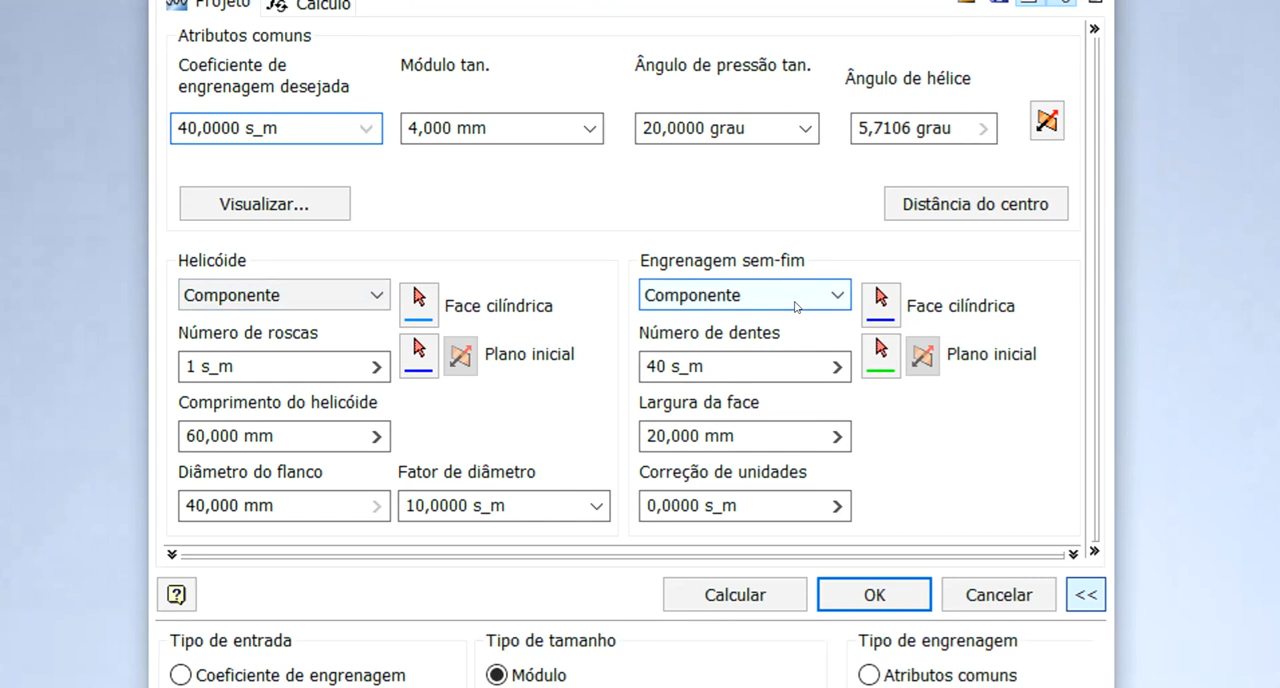 Projeto Cálculo
Atributos comuns
Coeficiente de engrenagem desejada
Módulo tan.
Ângulo de pressão tan.
Ângulo de hélice
40,0000 s_m
4,000 mm
20,0000 grau
5,7106 grau
Visualizar...
Distância do centro
Helicóide
Componente
Face cilíndrica
Número de roscas
Plano inicial
1 s_m
Comprimento do helicóide
60,000 mm
Diâmetro do flanco
Fator de diâmetro
40,000 mm
10,0000 s_m
Engrenagem sem-fim
Componente
Face cilíndrica
Número de dentes
Plano inicial
40 s_m
Largura da face
20,000 mm
Correção de unidades
0,0000 s_m
Calcular
OK
Cancelar
<<
Tipo de entrada
Coeficiente de engrenagem
Tipo de tamanho
Módulo
Tipo de engrenagem
Atributos comuns